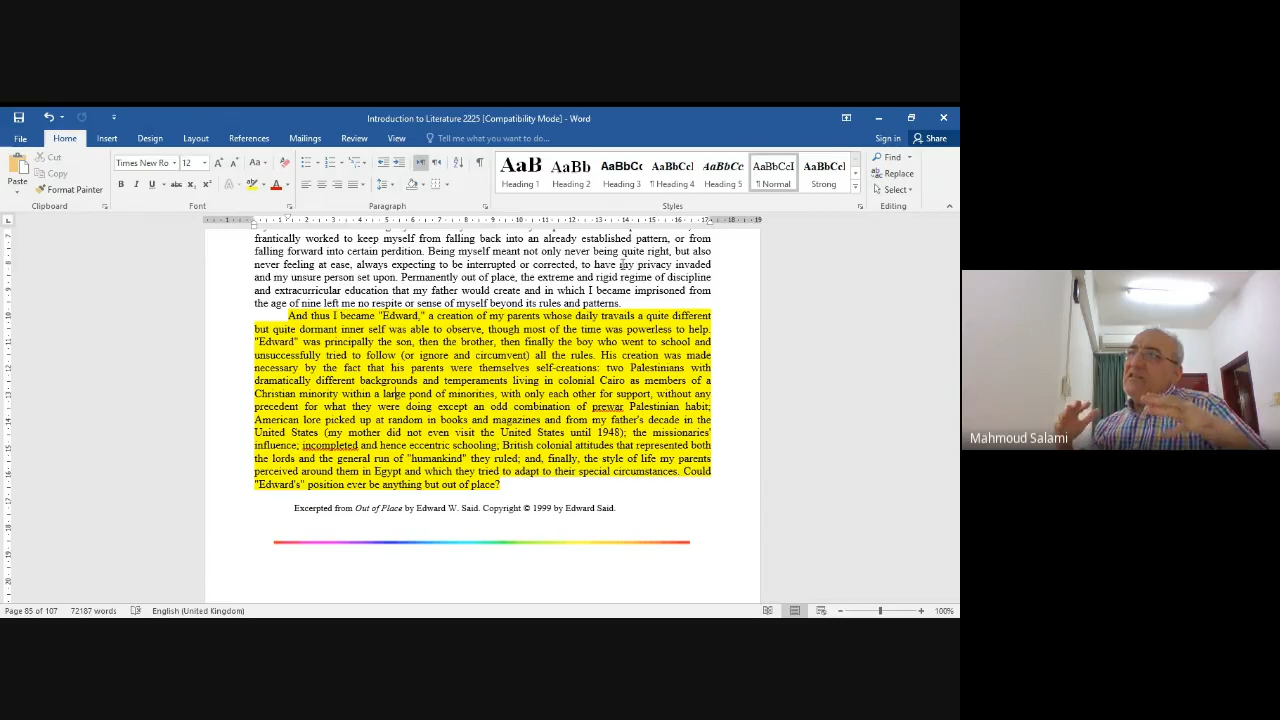 Introduction to Literature 2225 [Compatibility Mode] - Word
File Home Insert Design Layout References Mailings Review View Tell me what you want to do... Sign in Share
Paste
Cut
Copy
Format Painter
Clipboard
Times New Ro 12
Font
Paragraph
AaB Heading 1
AaBb Heading 2
AaBbCc Heading 3
AaBbCcI ¶ Heading 4
AaBbCc Heading 5
AaBbCcI ¶ Normal
AaBbCcI Strong
Styles
Find
Replace
Select
Editing
frantically worked to keep myself from falling back into an already established pattern, or from
falling forward into certain perdition. Being myself meant not only never being quite right, but also
never feeling at ease, always expecting to be interrupted or corrected, to have my privacy invaded
and my unsure person set upon. Permanently out of place, the extreme and rigid regime of discipline
and extracurricular education that my father would create and in which I became imprisoned from
the age of nine left me no respite or sense of myself beyond its rules and patterns.
And thus I became "Edward," a creation of my parents whose daily travails a quite different
but quite dormant inner self was able to observe, though most of the time was powerless to help.
"Edward" was principally the son, then the brother, then finally the boy who went to school and
unsuccessfully tried to follow (or ignore and circumvent) all the rules. His creation was made
necessary by the fact that his parents were themselves self-creations: two Palestinians with
dramatically different backgrounds and temperaments living in colonial Cairo as members of a
Christian minority within a large pond of minorities, with only each other for support, without any
precedent for what they were doing except an odd combination of prewar Palestinian habit;
American lore picked up at random in books and magazines and from my father's decade in the
United States (my mother did not even visit the United States until 1948); the missionaries'
influence; incompleted and hence eccentric schooling; British colonial attitudes that represented both
the lords and the general run of "humankind" they ruled; and, finally, the style of life my parents
perceived around them in Egypt and which they tried to adapt to their special circumstances. Could
"Edward's" position ever be anything but out of place?
Excerpted from Out of Place by Edward W. Said. Copyright © 1999 by Edward Said.
Page 85 of 107 72187 words English (United Kingdom) 100%
Mahmoud Salami